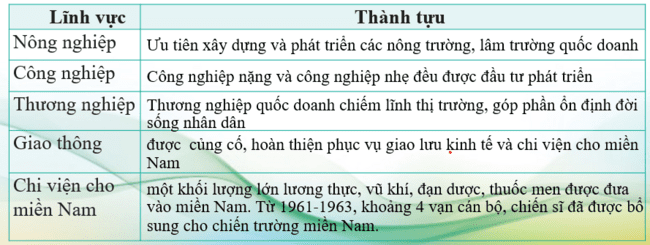 Lĩnh vực Thành tựu
Nông nghiệp Ưu tiên xây dựng và phát triển các nông trường, lâm trường quốc doanh
Công nghiệp Công nghiệp nặng và công nghiệp nhẹ đều được đầu tư phát triển
Thương nghiệp Thương nghiệp quốc doanh chiếm lĩnh thị trường, góp phần ổn định đời
sống nhân dân
Giao thông được củng cố, hoàn thiện phục vụ giao lưu kinh tế và chi viện cho miền
Nam
Chi viện cho một khối lượng lớn lương thực, vũ khí, đạn dược, thuốc men được đưa
miền Nam vào miền Nam. Từ 1961-1963, khoảng 4 vạn cán bộ, chiến sĩ đã được bổ
sung cho chiến trường miền Nam.